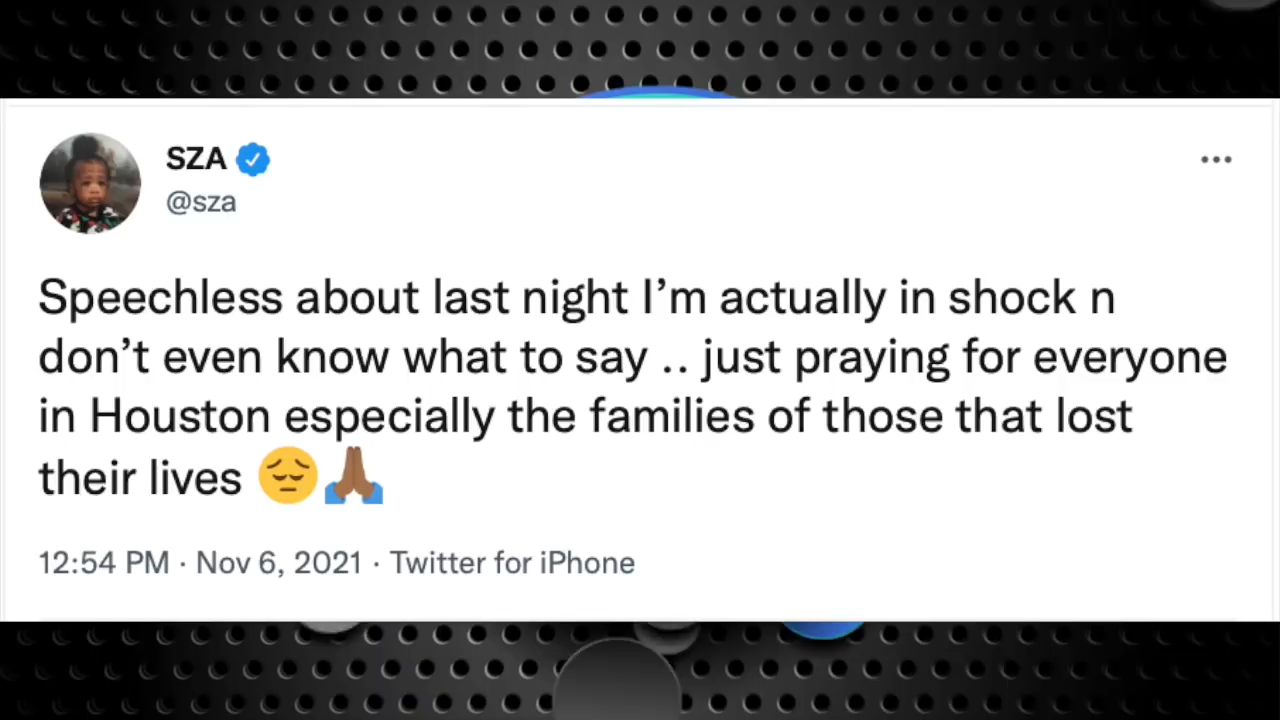 SZA
@sza
Speechless about last night I’m actually in shock n
don’t even know what to say .. just praying for everyone
in Houston especially the families of those that lost
their lives 😔🙏🏾
12:54 PM · Nov 6, 2021 · Twitter for iPhone